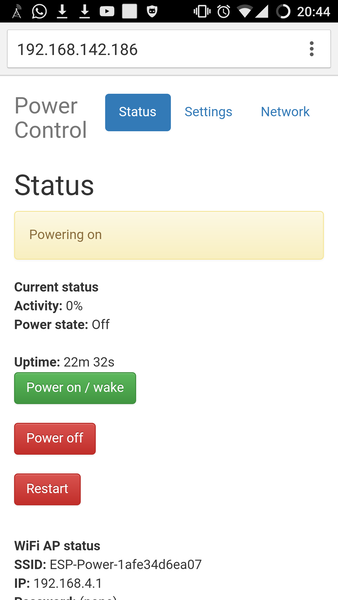 20:44
192.168.142.186
Power Control
Status
Settings
Network
Status
Powering on
Current status
Activity: 0%
Power state: Off
Uptime: 22m 32s
Power on / wake
Power off
Restart
WiFi AP status
SSID: ESP-Power-1afe34d6ea07
IP: 192.168.4.1
Password: (none)